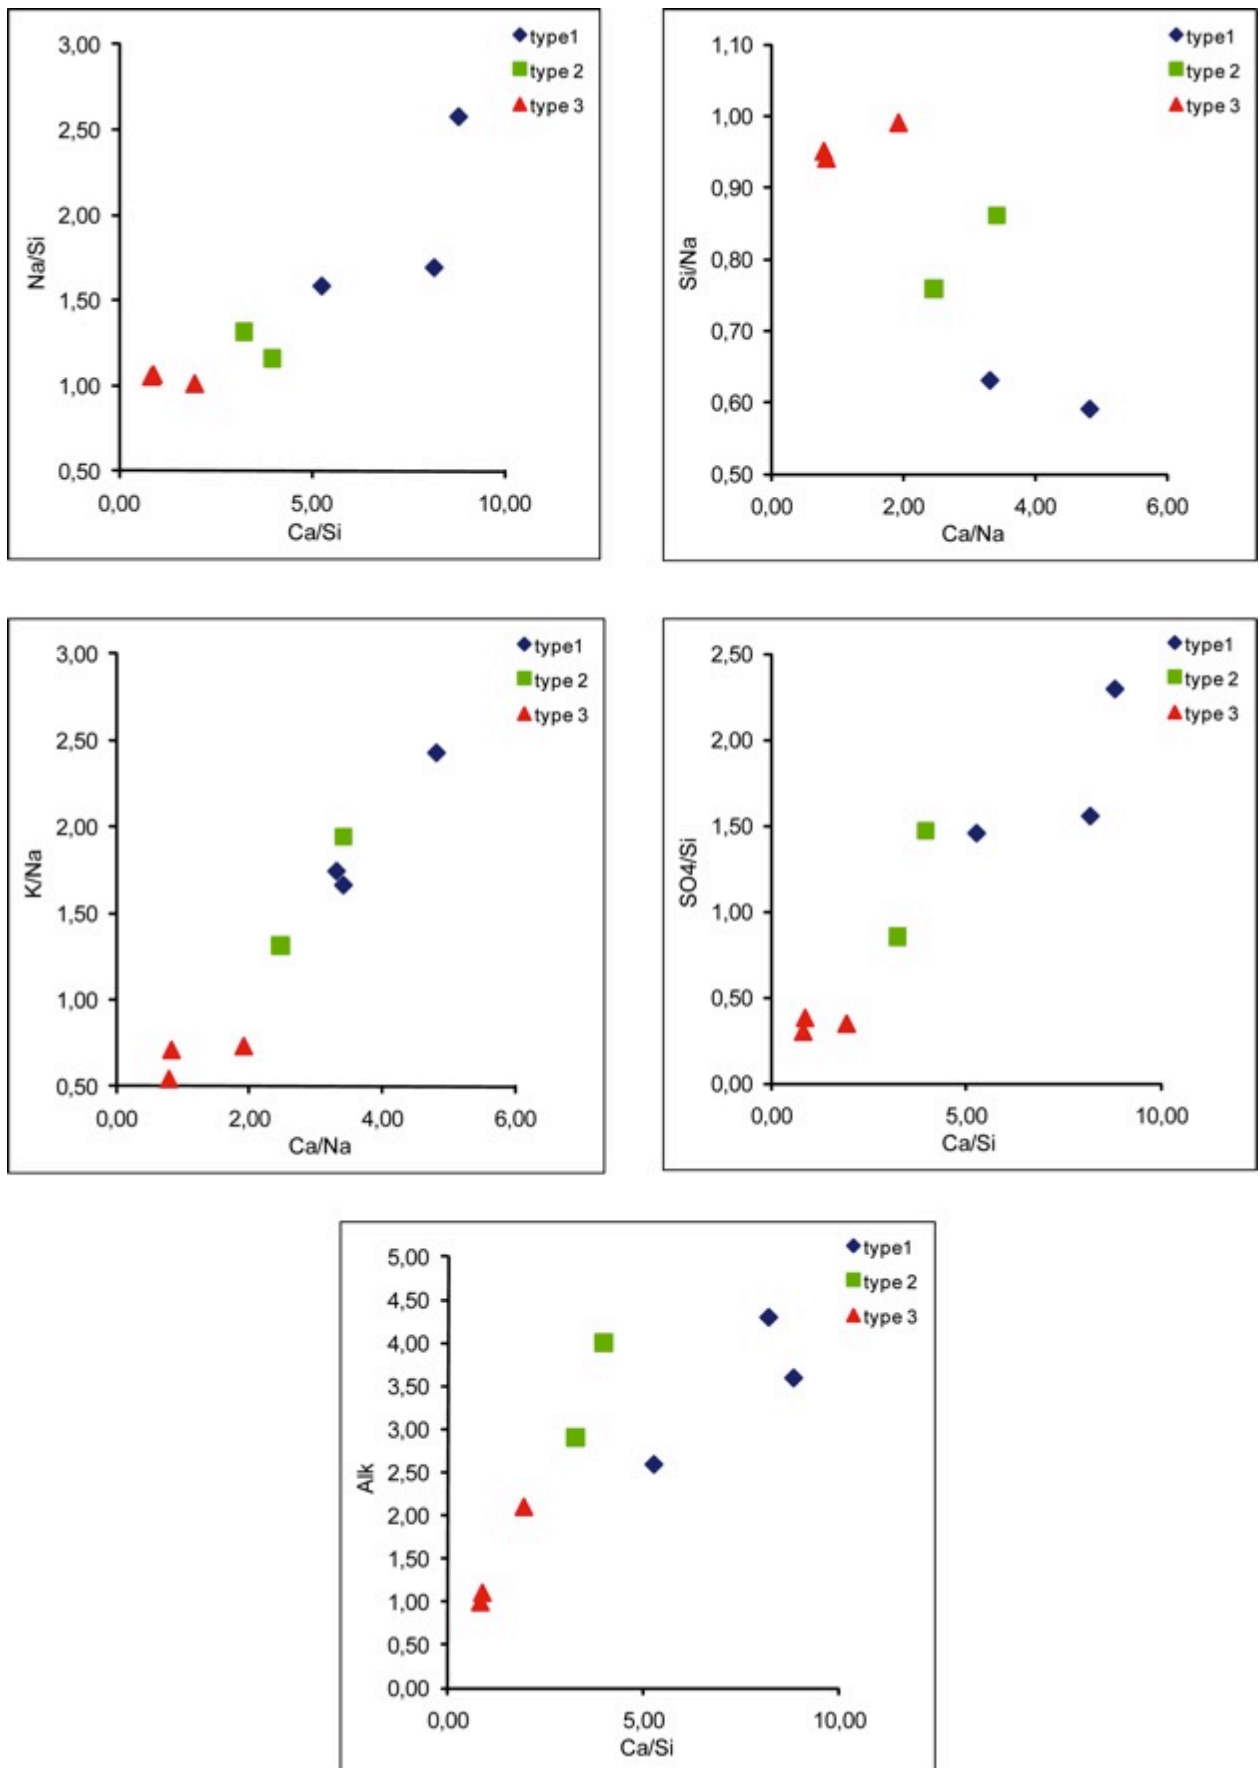 3,00
2,50
2,00
1,50
1,00
0,50
Na/Si
0,00 5,00 10,00
Ca/Si
type1
type 2
type 3
1,10
1,00
0,90
0,80
0,70
0,60
0,50
Si/Na
0,00 2,00 4,00 6,00
Ca/Na
type1
type 2
type 3
3,00
2,50
2,00
1,50
1,00
0,50
K/Na
0,00 2,00 4,00 6,00
Ca/Na
type1
type 2
type 3
2,50
2,00
1,50
1,00
0,50
0,00
SO4/Si
0,00 5,00 10,00
Ca/Si
type1
type 2
type 3
5,00
4,50
4,00
3,50
3,00
2,50
2,00
1,50
1,00
0,50
0,00
Alk
0,00 5,00 10,00
Ca/Si
type1
type 2
type 3